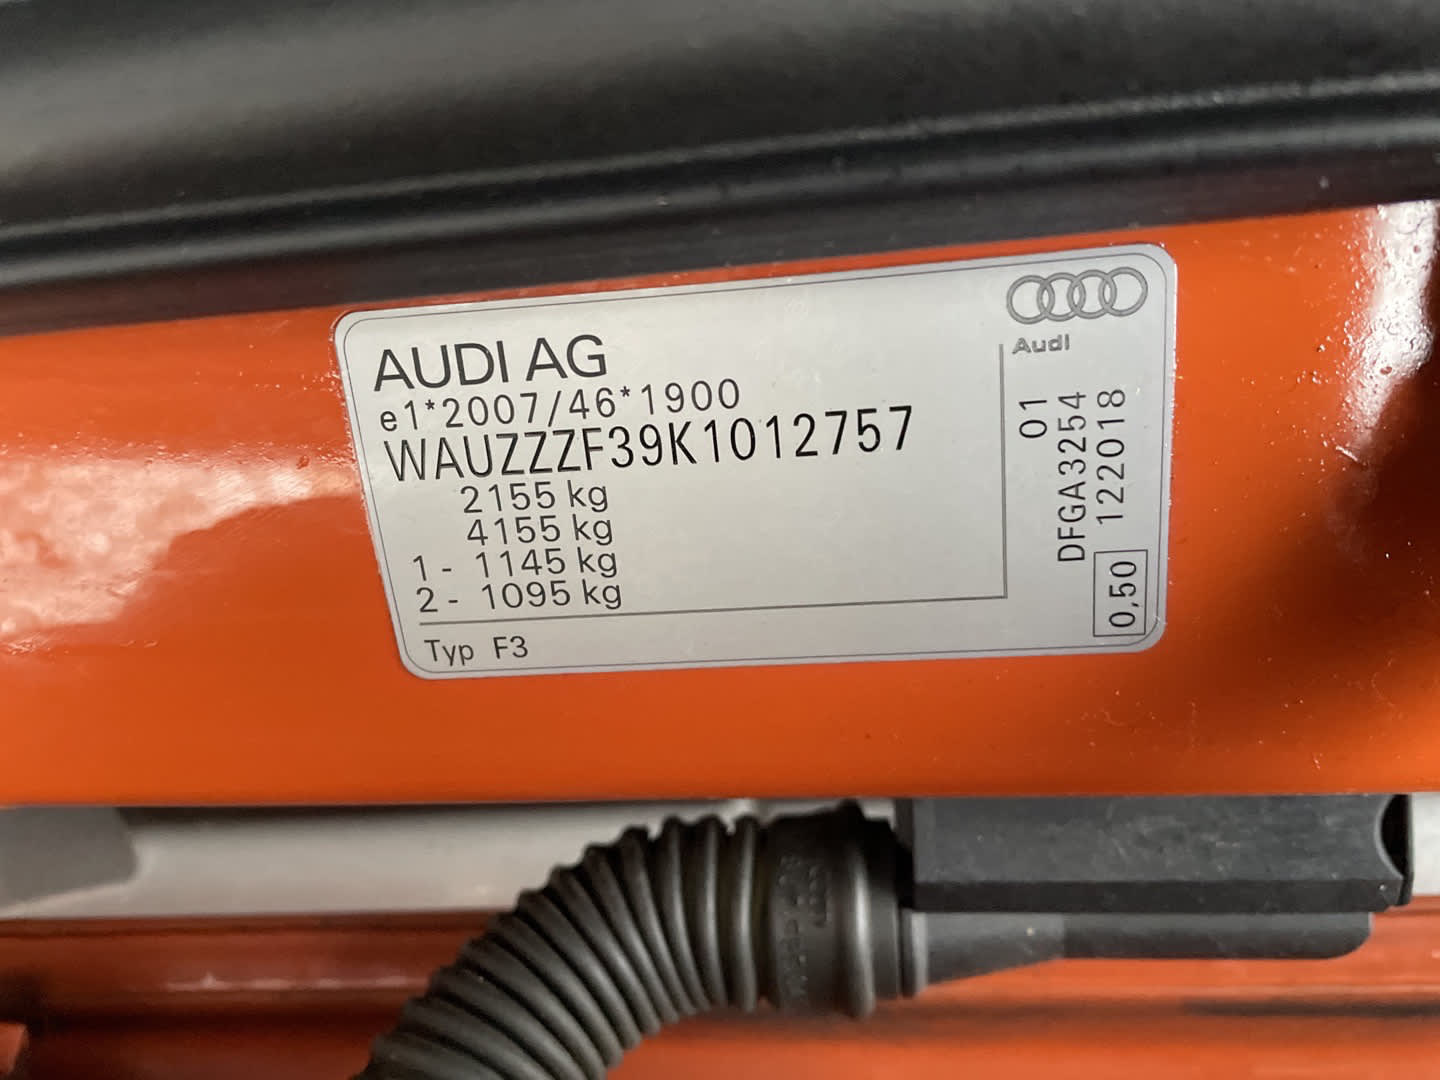 AUDI AG
e1*2007/46*1900
WAUZZZF39K1012757
2155 kg
4155 kg
1 - 1145 kg
2 - 1095 kg
Typ F3
Audi
01
DFGA3254
122018
0,50